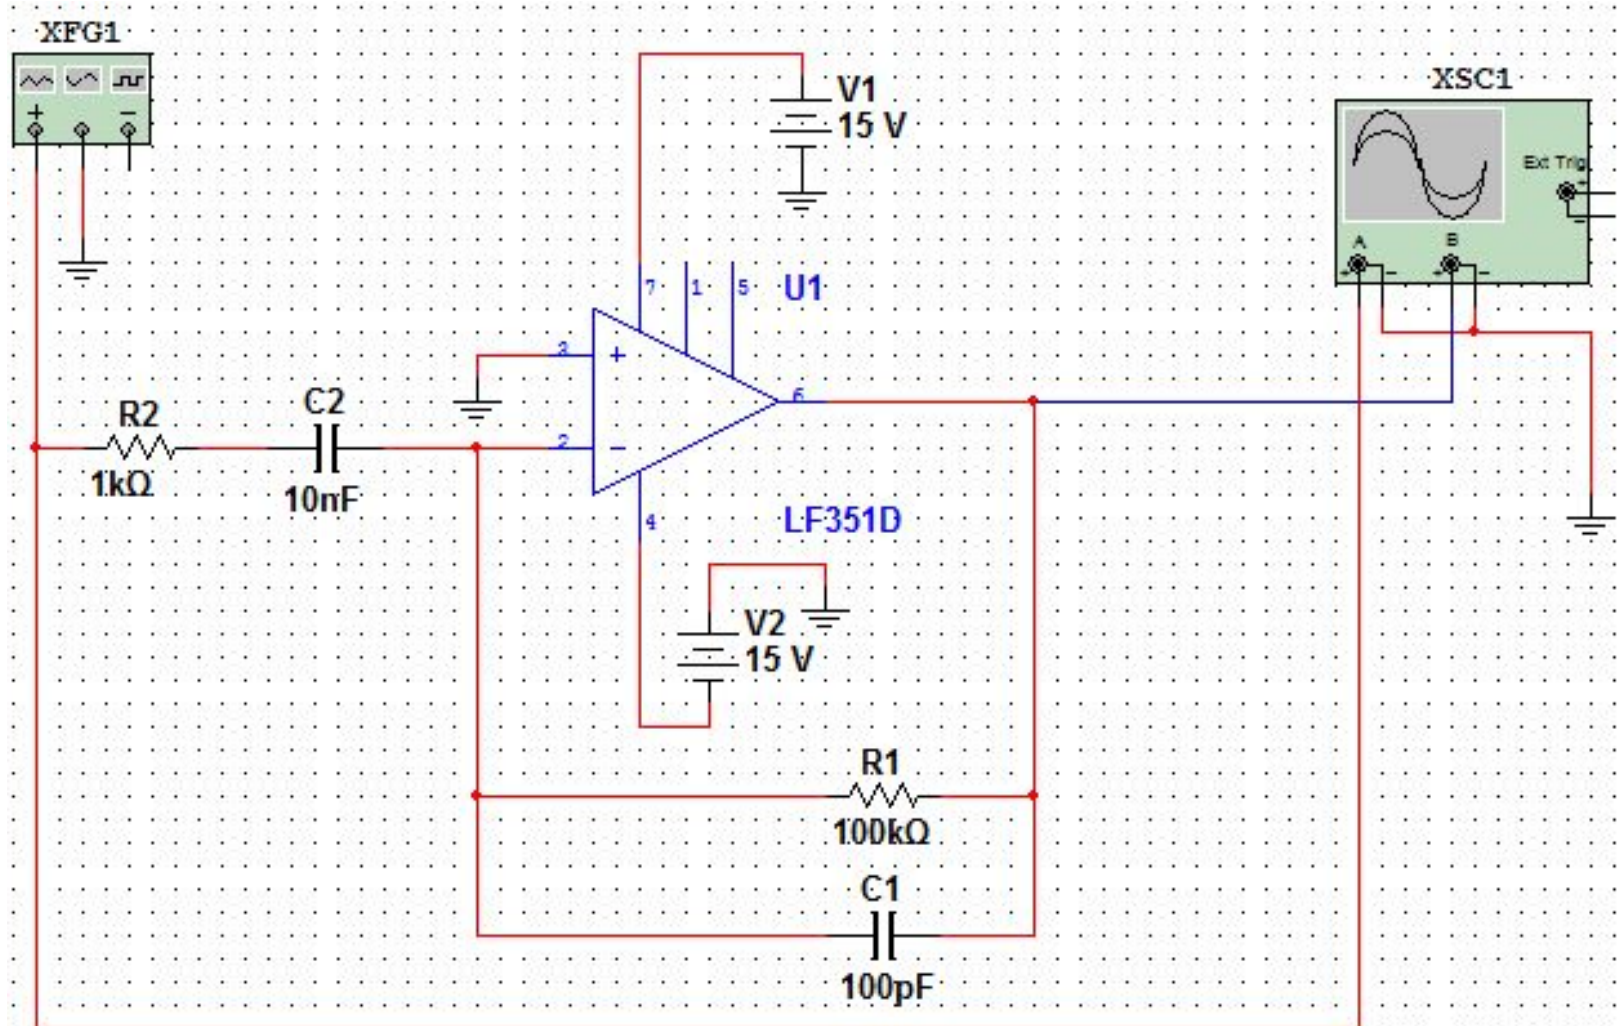 XFG1
+
−
V1
15 V
XSC1
Ext Trig
+
−
A
B
+
−
+
−
7
1
5
U1
3
+
6
R2
C2
2
−
1kΩ
10nF
4
LF351D
V2
15 V
R1
100kΩ
C1
100pF